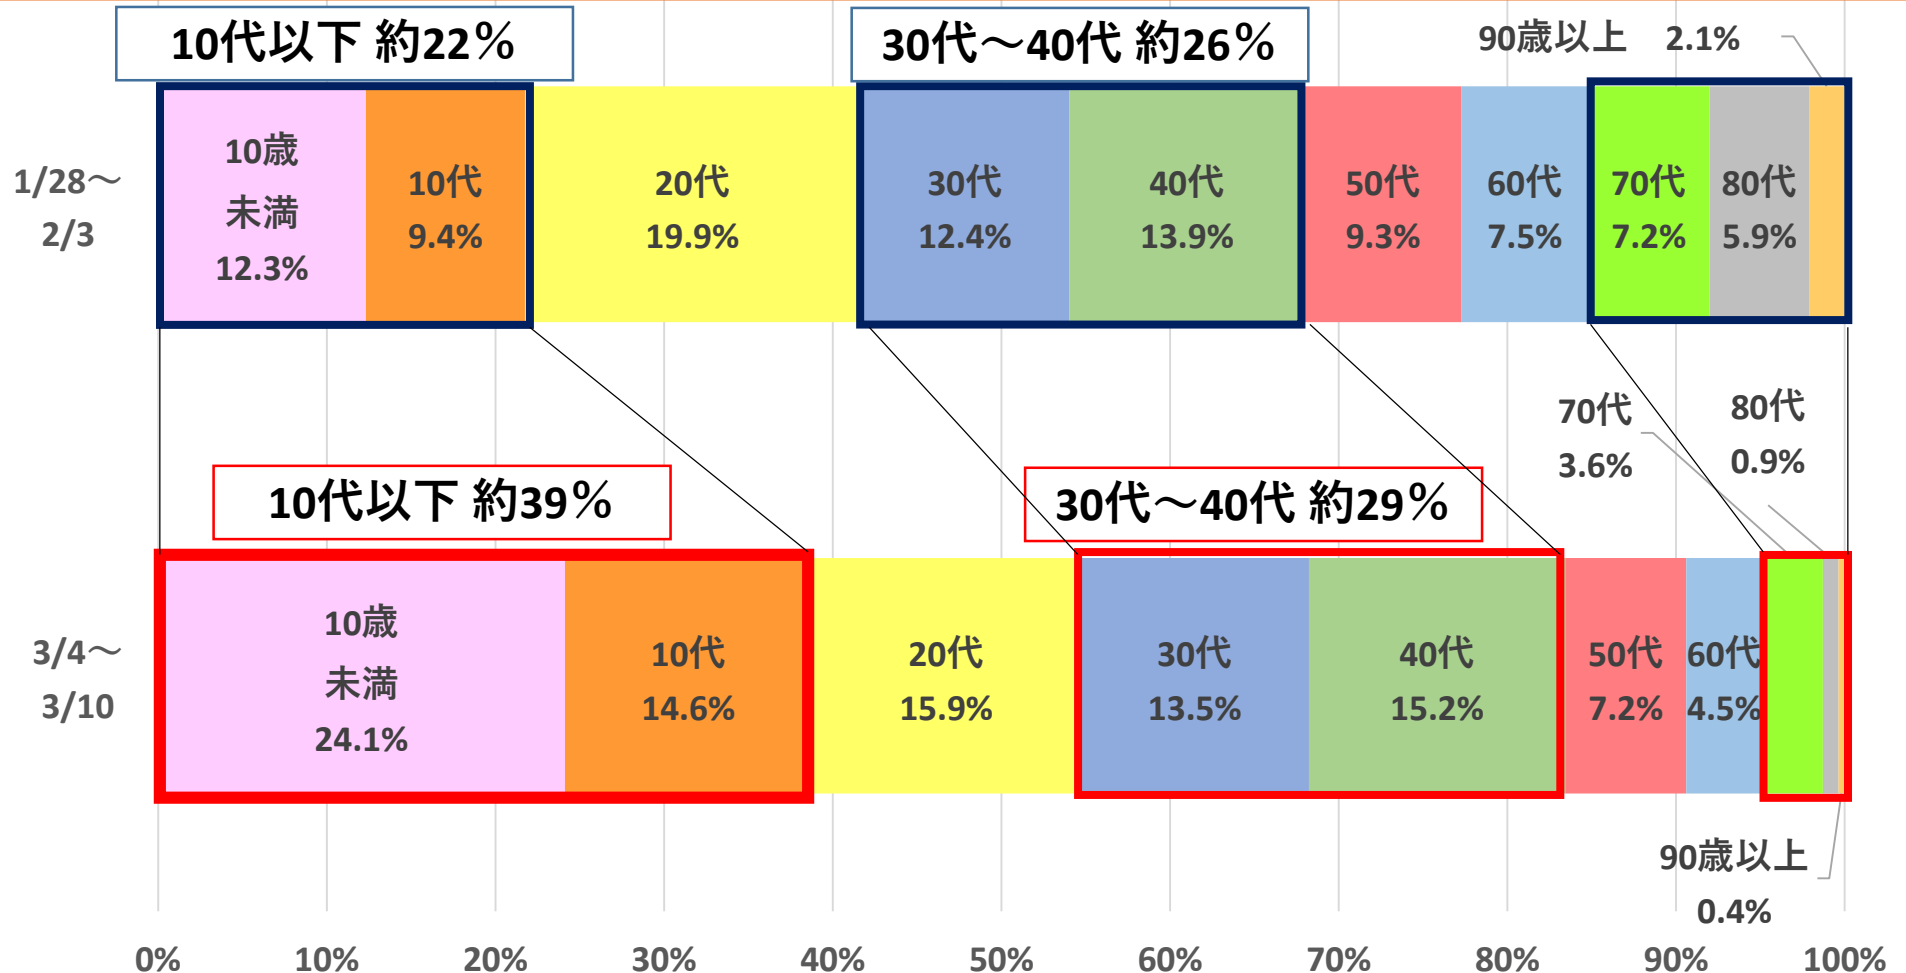 10代以下 約22%
30代～40代 約26%
90歳以上 2.1%
1/28～
2/3
10歳
未満
12.3%
10代
9.4%
20代
19.9%
30代
12.4%
40代
13.9%
50代
9.3%
60代
7.5%
70代
7.2%
80代
5.9%
70代
3.6%
80代
0.9%
10代以下 約39%
30代～40代 約29%
3/4～
3/10
10歳
未満
24.1%
10代
14.6%
20代
15.9%
30代
13.5%
40代
15.2%
50代
7.2%
60代
4.5%
90歳以上
0.4%
0%
10%
20%
30%
40%
50%
60%
70%
80%
90%
100%